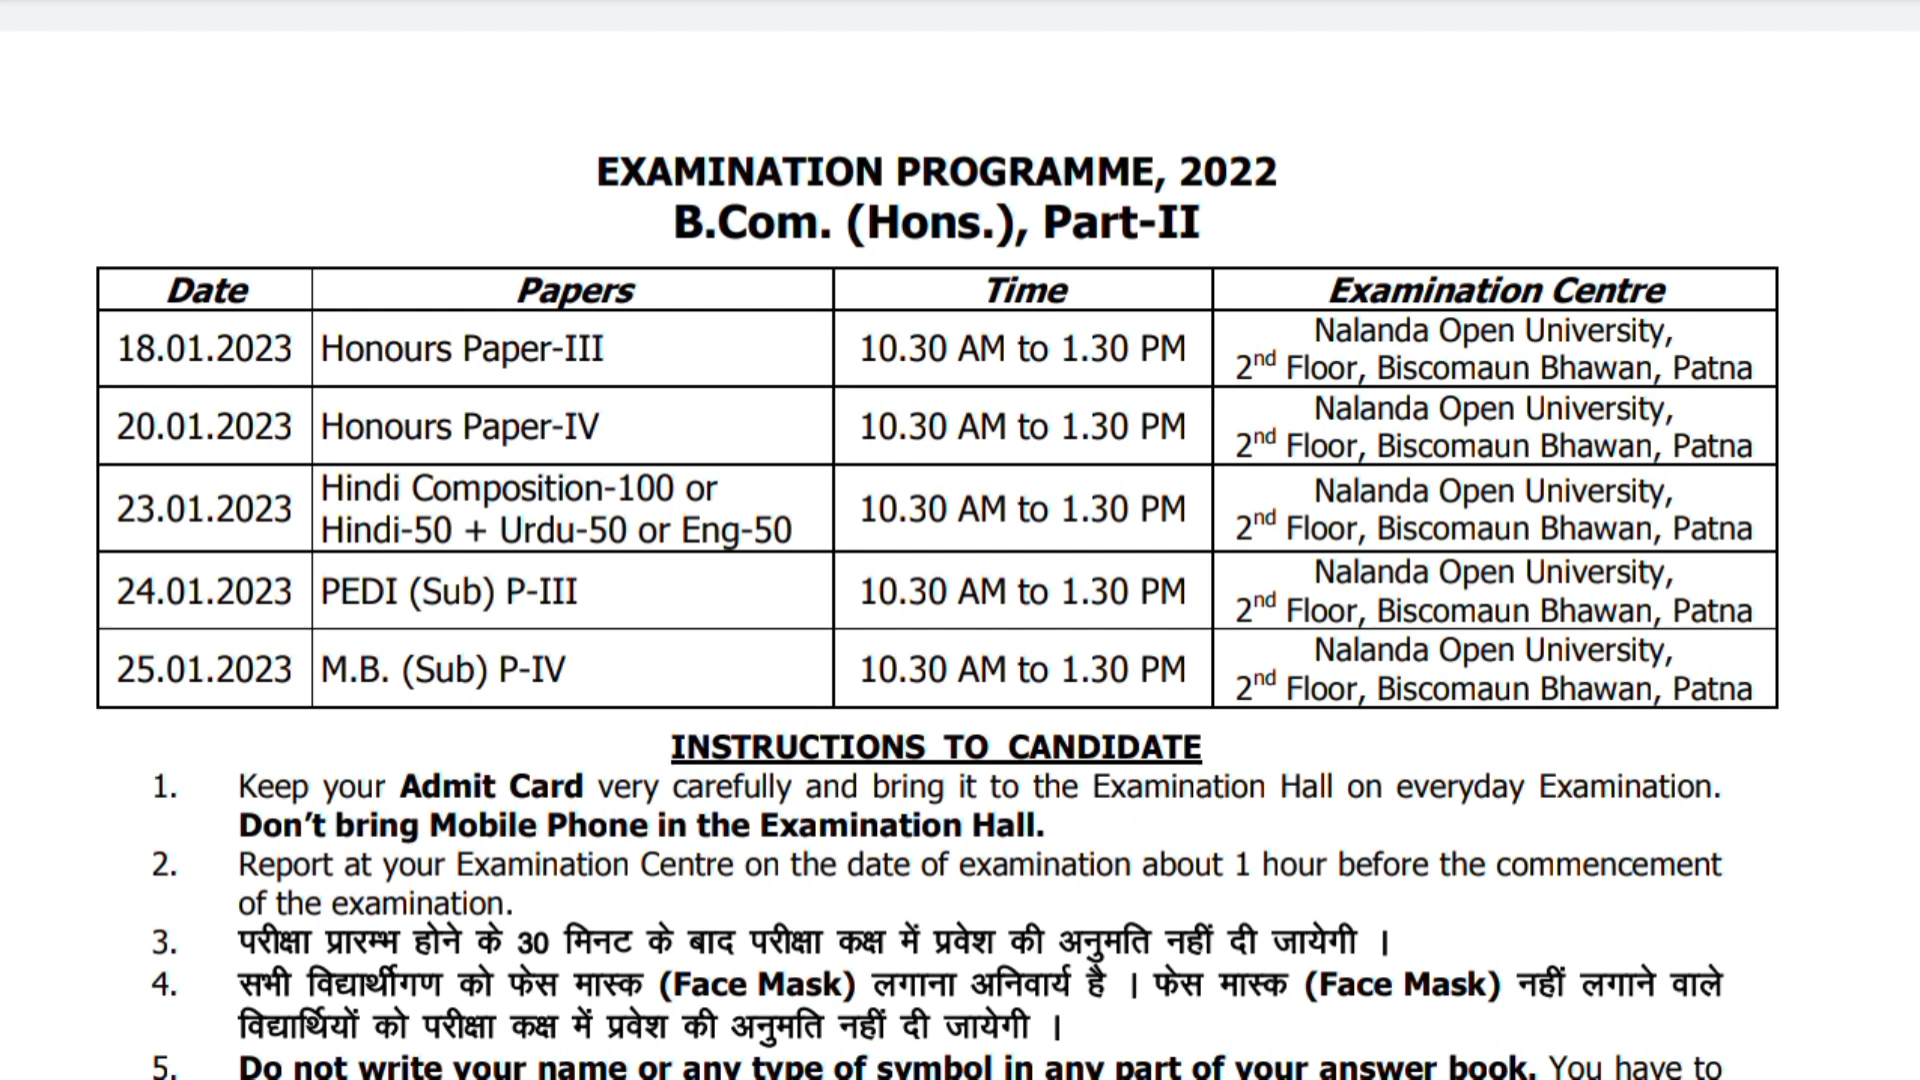 EXAMINATION PROGRAMME, 2022
B.Com. (Hons.), Part-II
Date Papers Time Examination Centre
18.01.2023 Honours Paper-III 10.30 AM to 1.30 PM Nalanda Open University,
2nd Floor, Biscomaun Bhawan, Patna
20.01.2023 Honours Paper-IV 10.30 AM to 1.30 PM Nalanda Open University,
2nd Floor, Biscomaun Bhawan, Patna
23.01.2023 Hindi Composition-100 or
Hindi-50 + Urdu-50 or Eng-50 10.30 AM to 1.30 PM Nalanda Open University,
2nd Floor, Biscomaun Bhawan, Patna
24.01.2023 PEDI (Sub) P-III 10.30 AM to 1.30 PM Nalanda Open University,
2nd Floor, Biscomaun Bhawan, Patna
25.01.2023 M.B. (Sub) P-IV 10.30 AM to 1.30 PM Nalanda Open University,
2nd Floor, Biscomaun Bhawan, Patna
INSTRUCTIONS TO CANDIDATE
1. Keep your Admit Card very carefully and bring it to the Examination Hall on everyday Examination.
Don't bring Mobile Phone in the Examination Hall.
2. Report at your Examination Centre on the date of examination about 1 hour before the commencement
of the examination.
3. परीक्षा प्रारम्भ होने के 30 मिनट के बाद परीक्षा कक्ष में प्रवेश की अनुमति नहीं दी जायेगी ।
4. सभी विद्यार्थीगण को फेस मास्क (Face Mask) लगाना अनिवार्य है । फेस मास्क (Face Mask) नहीं लगाने वाले
विद्यार्थियों को परीक्षा कक्ष में प्रवेश की अनुमति नहीं दी जायेगी ।
5. Do not write your name or any type of symbol in any part of your answer book. You have to